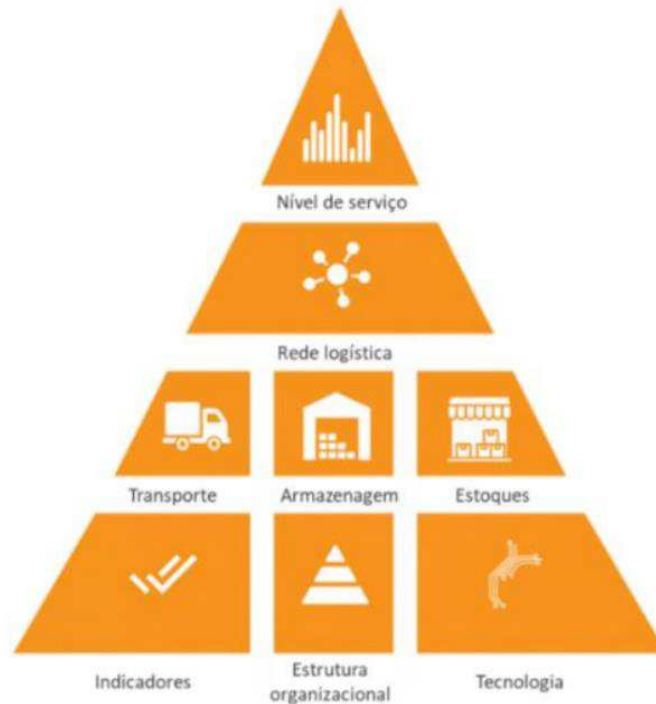 Nível de serviço
Rede logística
Transporte Armazenagem Estoques
Indicadores Estrutura organizacional Tecnologia